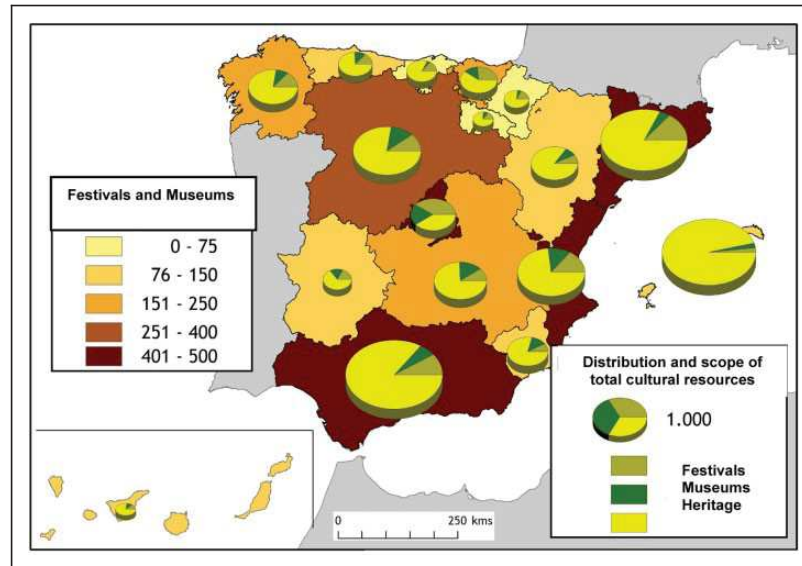 Festivals and Museums
0 - 75
76 - 150
151 - 250
251 - 400
401 - 500
Distribution and scope of
total cultural resources
1.000
Festivals
Museums
Heritage
0
250 kms